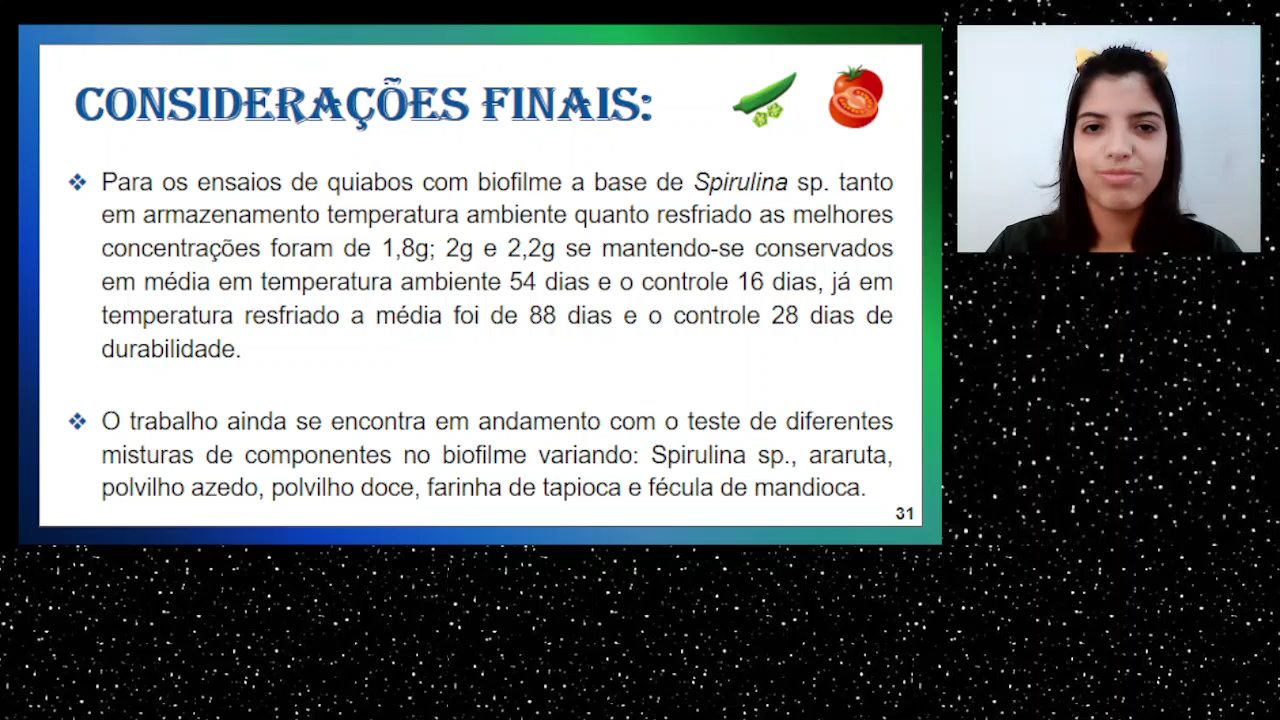 CONSIDERAÇÕES FINAIS:
Para os ensaios de quiabos com biofilme a base de Spirulina sp. tanto
em armazenamento temperatura ambiente quanto resfriado as melhores
concentrações foram de 1,8g; 2g e 2,2g se mantendo-se conservados
em média em temperatura ambiente 54 dias e o controle 16 dias, já em
temperatura resfriado a média foi de 88 dias e o controle 28 dias de
durabilidade.
O trabalho ainda se encontra em andamento com o teste de diferentes
misturas de componentes no biofilme variando: Spirulina sp., araruta,
polvilho azedo, polvilho doce, farinha de tapioca e fécula de mandioca.
31